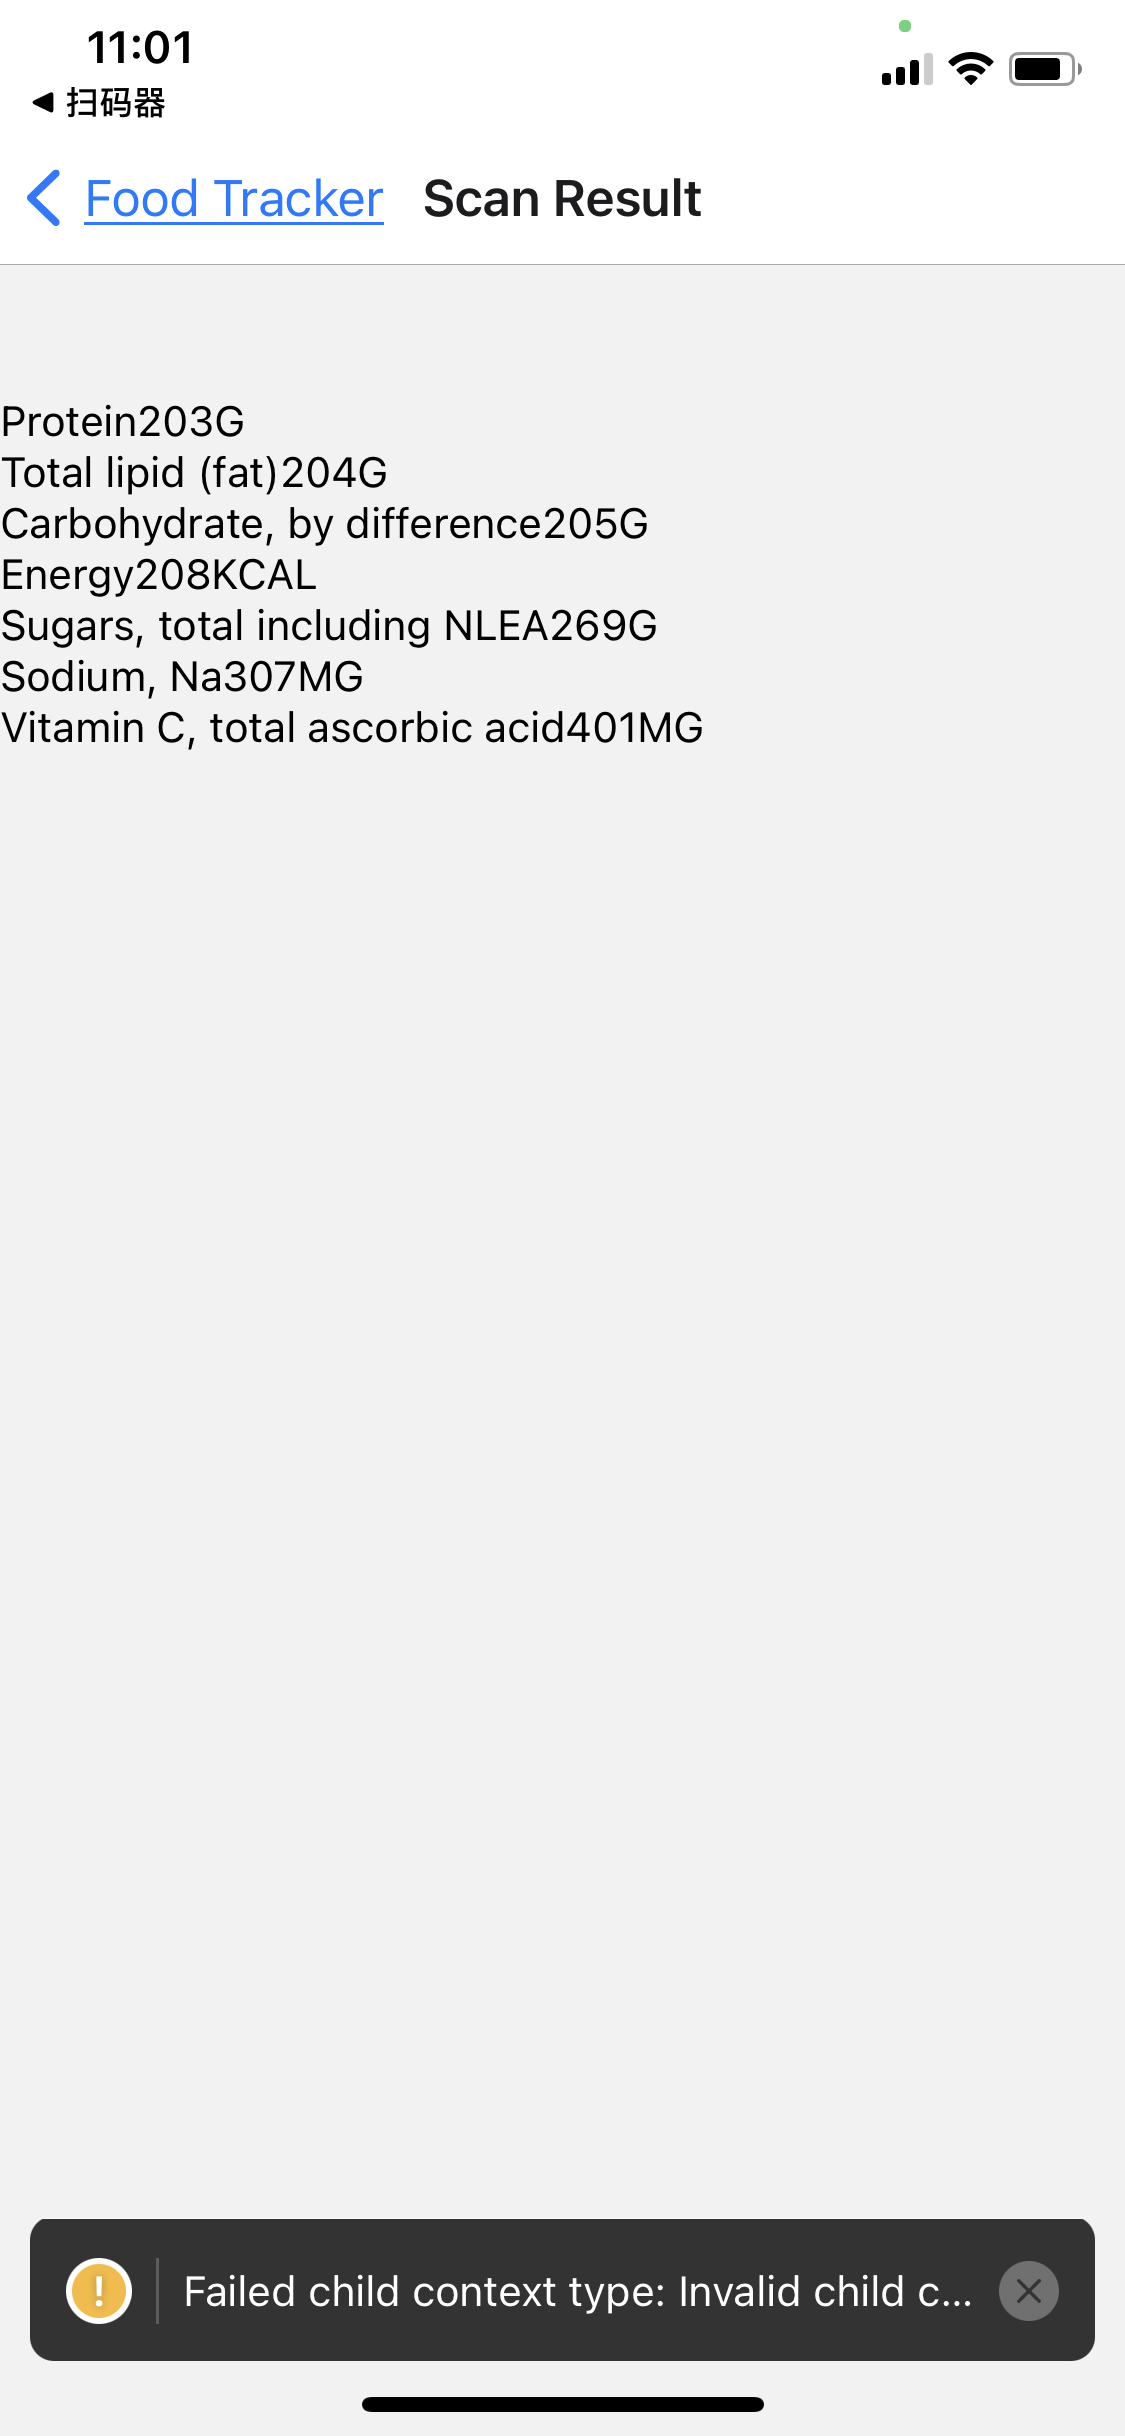 11:01
◀ 扫码器
Food Tracker Scan Result
Protein203G
Total lipid (fat)204G
Carbohydrate, by difference205G
Energy208KCAL
Sugars, total including NLEA269G
Sodium, Na307MG
Vitamin C, total ascorbic acid401MG
Failed child context type: Invalid child c...